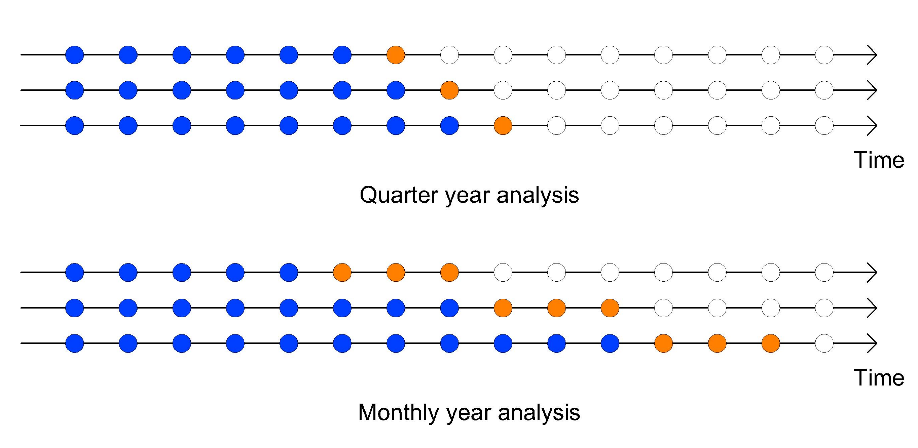 Time
Quarter year analysis
Time
Monthly year analysis